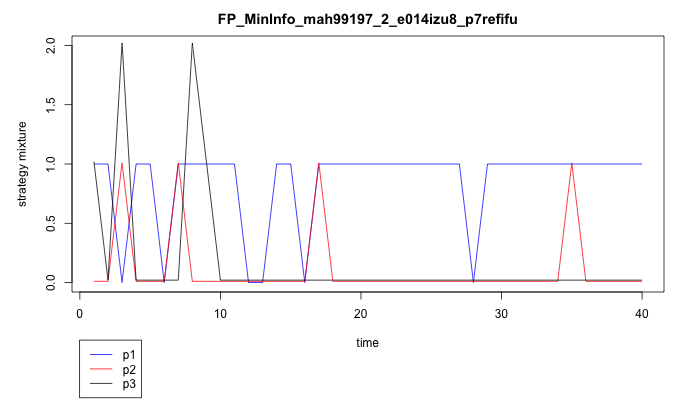 FP_MinInfo_mah99197_2_e014izu8_p7refifu
strategy mixture
2.0
1.5
1.0
0.5
0.0
0 10 20 30 40
time
p1
p2
p3